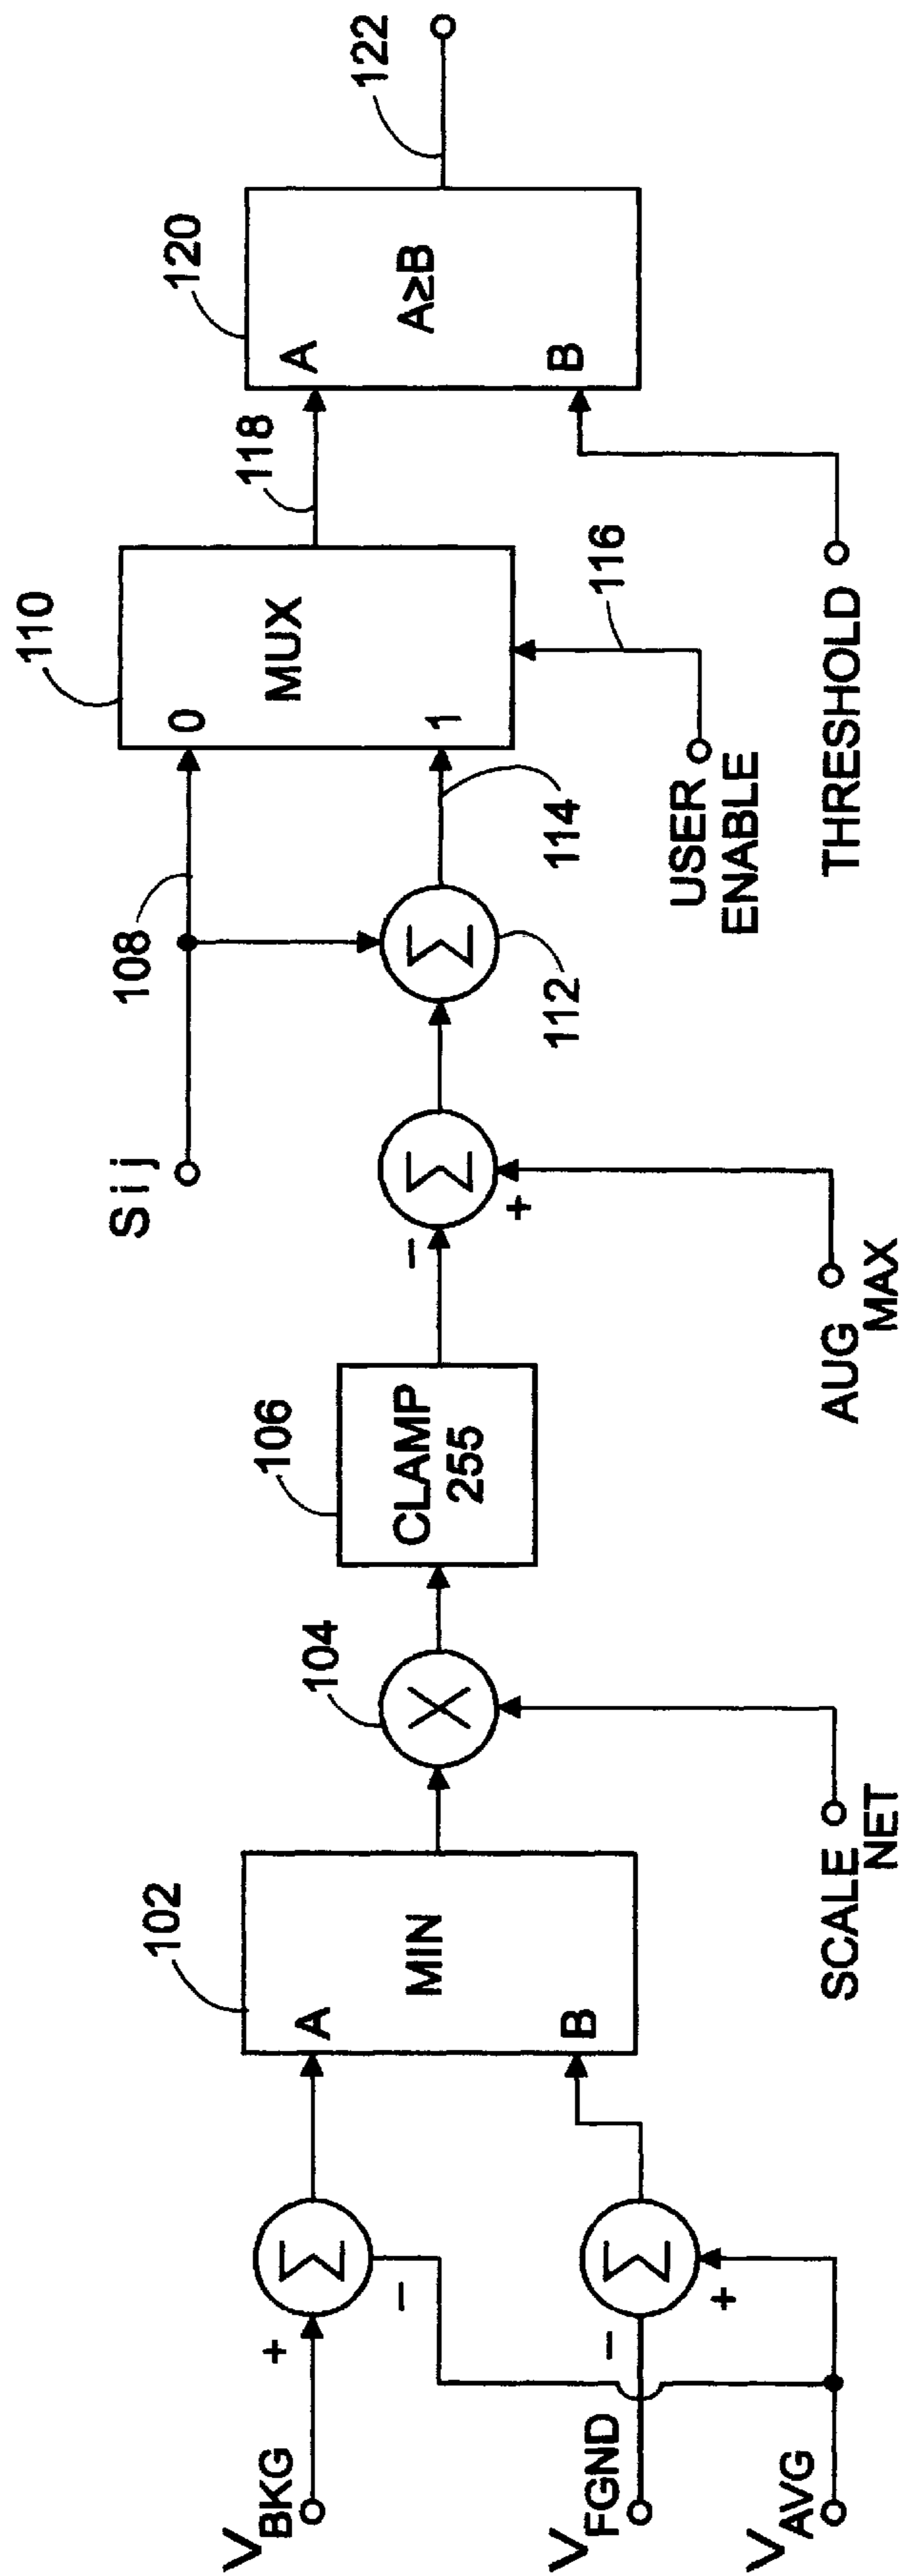 V BKG
+
−
V FGND
−
+
V AVG
Σ
Σ
102
A
MIN
B
104
X
SCALE NET
106
CLAMP
255
−
+
Σ
AUG MAX
Sij
108
Σ
112
114
110
0
MUX
1
USER
ENABLE
116
118
120
A
A≥B
B
THRESHOLD
122